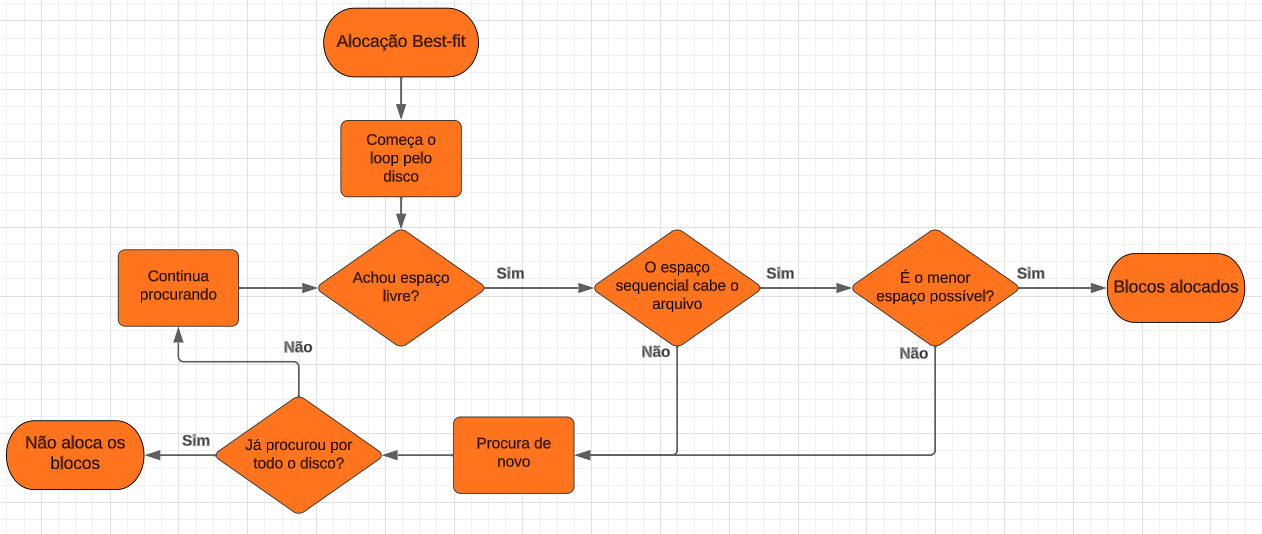 Alocação Best-fit
Começa o
loop pelo
disco
Continua
procurando
Achou espaço
livre?
Sim
O espaço
sequencial cabe o
arquivo
Sim
É o menor
espaço possível?
Sim
Blocos alocados
Não
Não
Não
Não aloca os
blocos
Sim
Já procurou por
todo o disco?
Procura de
novo